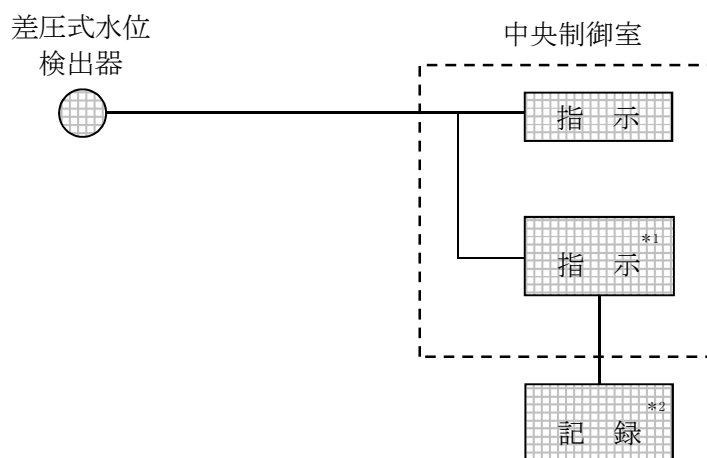 差圧式水位
検出器
中央制御室
指 示
指 示*1
記 録*2